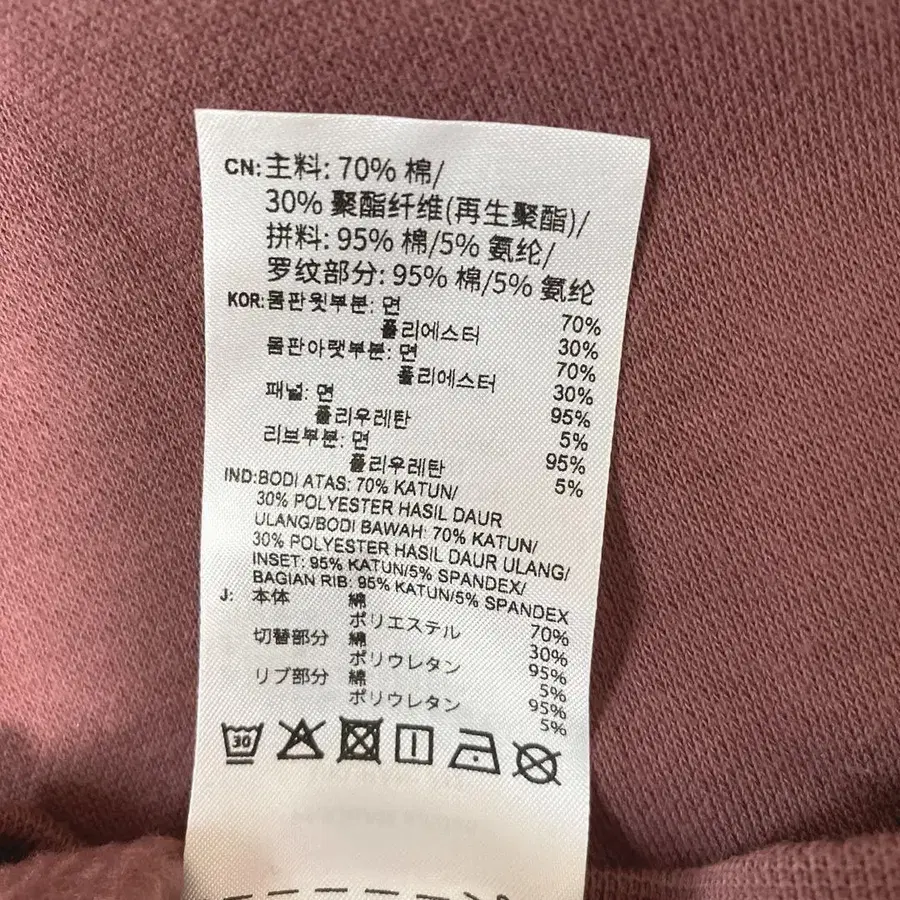 CN:主料: 70% 棉/
30% 聚酯纤维(再生聚酯)/
拼料: 95% 棉/5% 氨纶/
罗纹部分: 95% 棉/5% 氨纶
KOR:몸판윗부분: 면 70%
폴리에스터 30%
몸판아랫부분: 면 70%
폴리에스터 30%
패널: 면 95%
폴리우레탄 5%
리브부분: 면 95%
폴리우레탄 5%
IND:BODI ATAS: 70% KATUN/
30% POLYESTER HASIL DAUR
ULANG/BODI BAWAH: 70% KATUN/
30% POLYESTER HASIL DAUR ULANG/
INSET: 95% KATUN/5% SPANDEX/
BAGIAN RIB: 95% KATUN/5% SPANDEX
J: 本体 綿 70%
ポリエステル 30%
切替部分 綿 95%
ポリウレタン 5%
リブ部分 綿 95%
ポリウレタン 5%
30